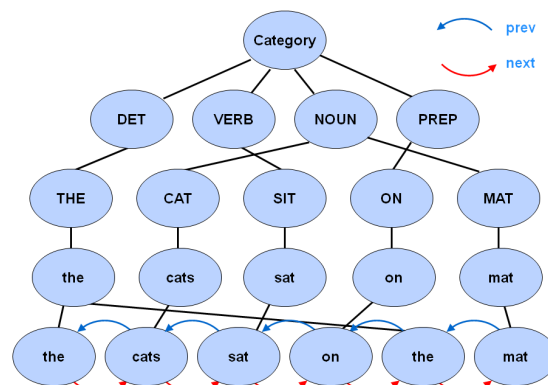 Category
prev
next
DET VERB NOUN PREP
THE CAT SIT ON MAT
the cats sat on mat
the cats sat on the mat